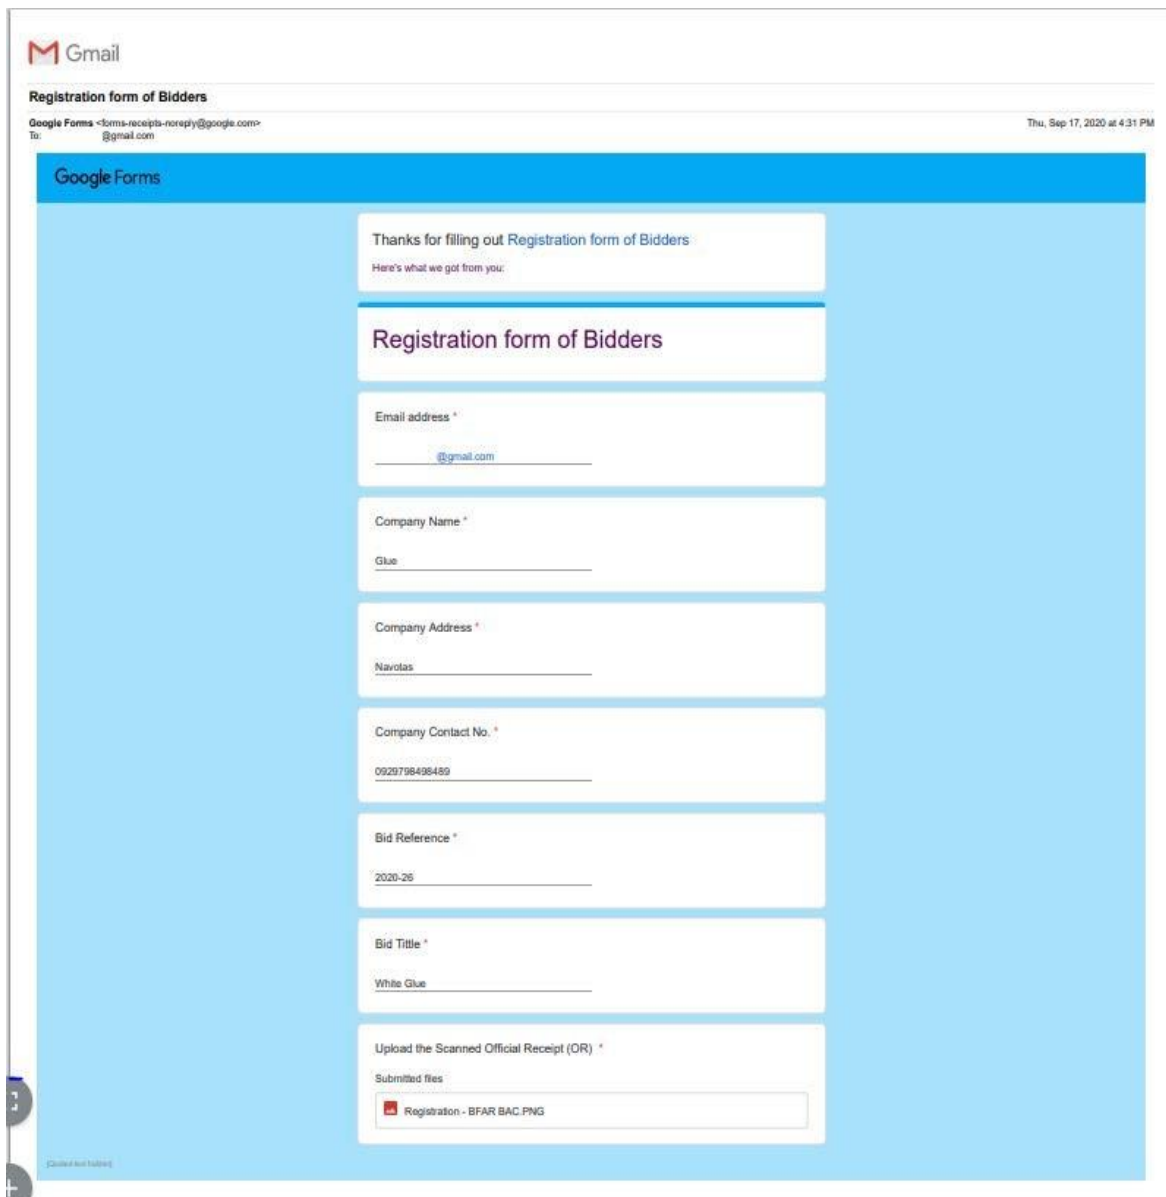 Gmail
Registration form of Bidders
Google Forms <forms-receipts-noreply@google.com>
Thu, Sep 17, 2020 at 4:31 PM
To: @gmail.com
Google Forms
Thanks for filling out Registration form of Bidders
Here's what we got from you:
Registration form of Bidders
Email address *
@gmail.com
Company Name *
Glue
Company Address *
Navotas
Company Contact No. *
0929798498489
Bid Reference *
2020-26
Bid Tittle *
White Glue
Upload the Scanned Official Receipt (OR) *
Submitted files
Registration - BFAR BAC.PNG
[Quoted text hidden]